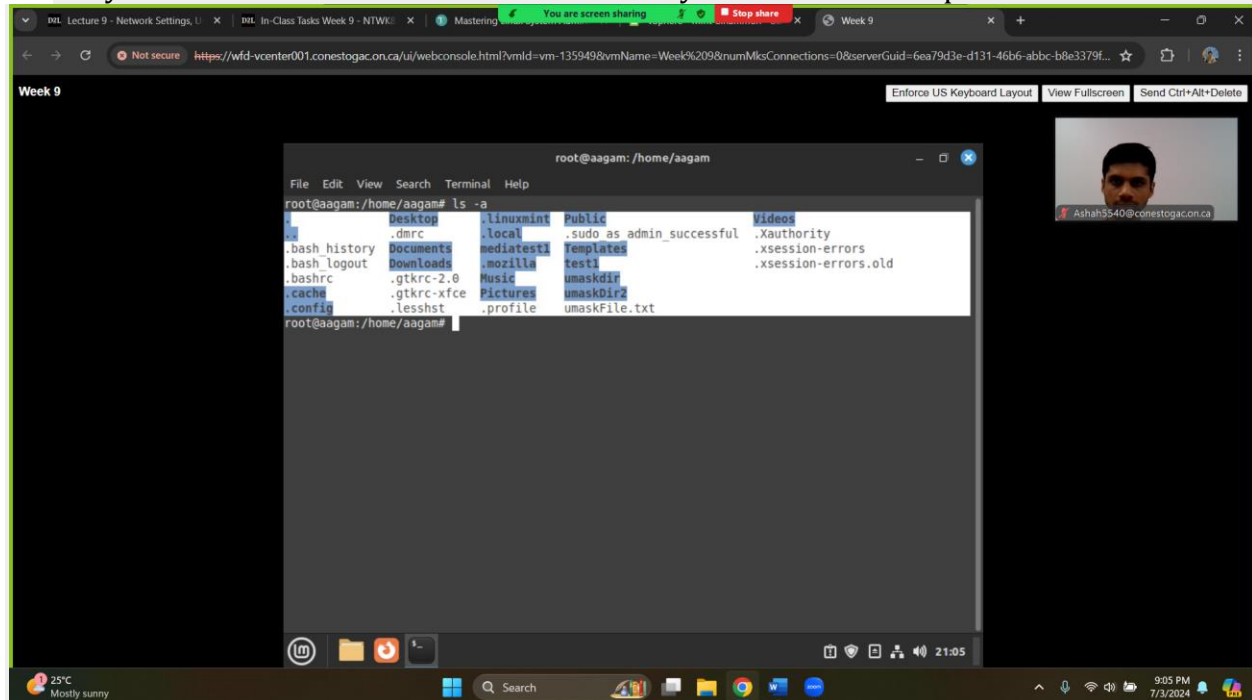 Lecture 9 - Network Settings, U
In-Class Tasks Week 9 - NTWK
You are screen sharing
Stop share
Week 9
Not secure https://wfd-vcenter001.conestogac.on.ca/ui/webconsole.html?vmId=vm-135949&vmName=Week%209&numMksConnections=0&serverGuid=6ea79d3e-d131-46b6-abbc-b8e3379f...
Week 9
Enforce US Keyboard Layout View Fullscreen Send Ctrl+Alt+Delete
root@aagam: /home/aagam
File Edit View Search Terminal Help
Ashah5540@conestogac.on.ca
root@aagam:/home/aagam# ls -a
. Desktop .linuxmint Public Videos
.. .dmrc .local .sudo_as_admin_successful .Xauthority
.bash_history Documents mediatest1 Templates .xsession-errors
.bash_logout Downloads .mozilla test1 .xsession-errors.old
.bashrc .gtkrc-2.0 Music umaskdir
.cache .gtkrc-xfce Pictures umaskDir2
.config .lesshst .profile umaskFile.txt
root@aagam:/home/aagam#
21:05
25°C
Mostly sunny
Search
9:05 PM
7/3/2024